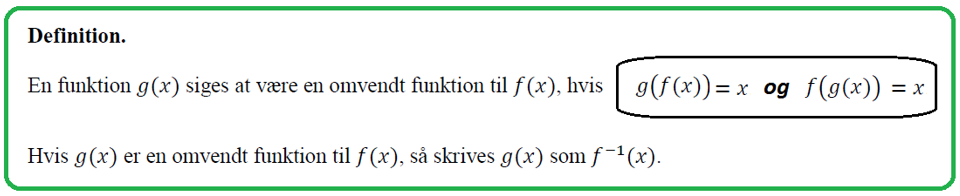 Definition.
En funktion g(x) siges at være en omvendt funktion til f(x), hvis g(f(x)) = x og f(g(x)) = x
Hvis g(x) er en omvendt funktion til f(x), så skrives g(x) som f⁻¹(x).